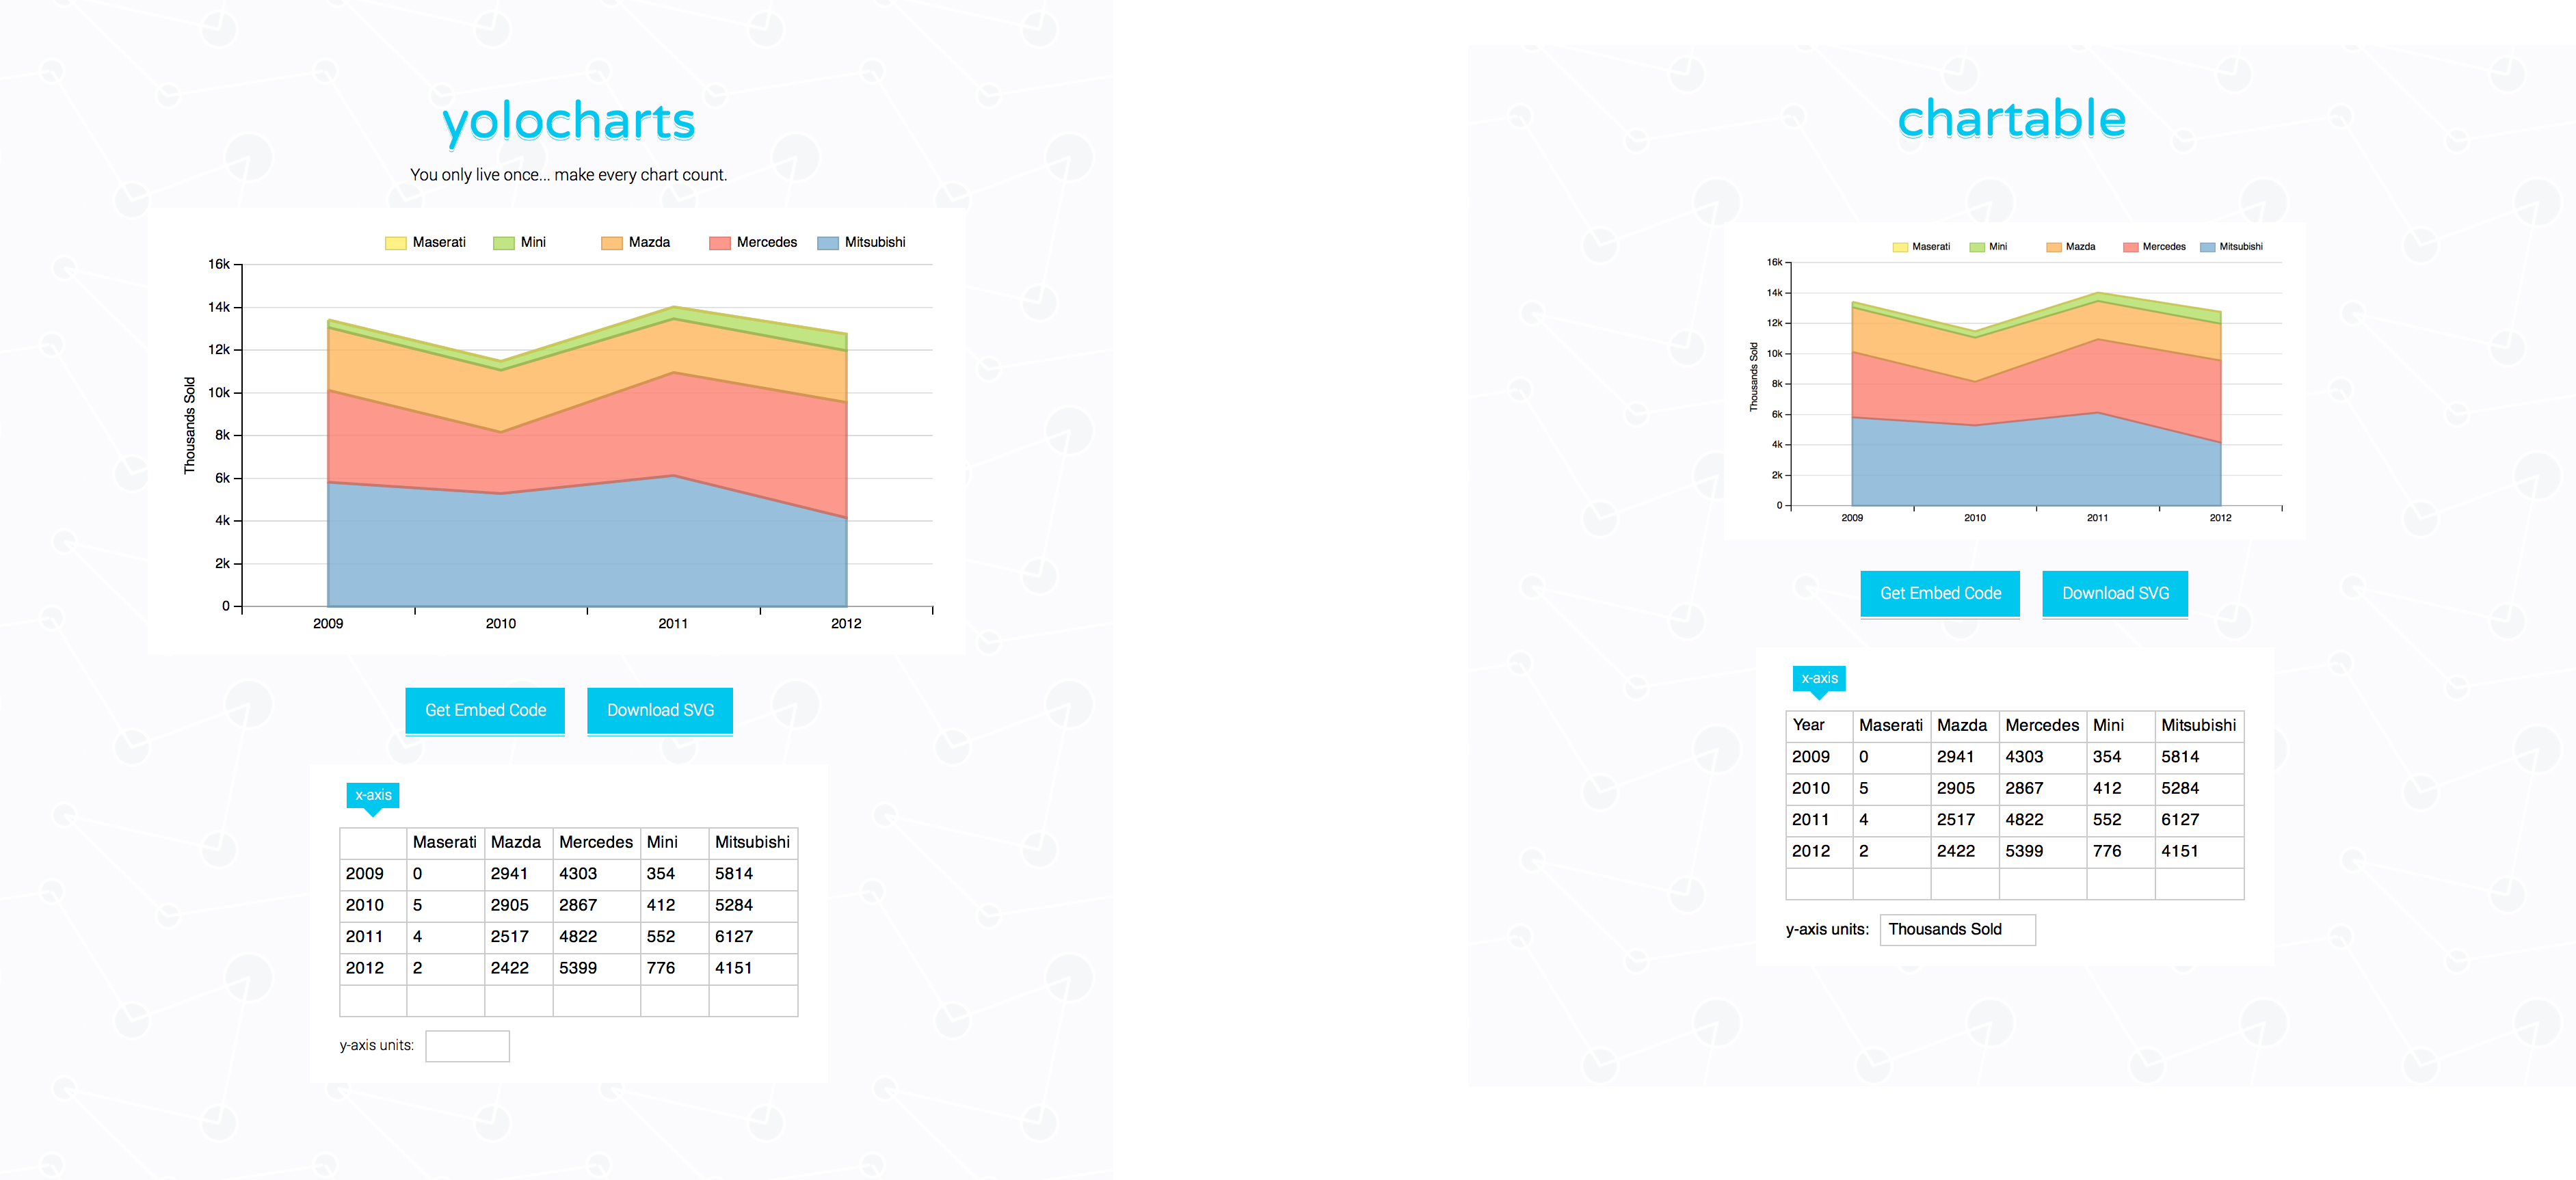 yolocharts
You only live once... make every chart count.
Maserati Mini Mazda Mercedes Mitsubishi
16k
14k
12k
10k
8k
6k
4k
2k
0
Thousands Sold
2009 2010 2011 2012
Get Embed Code Download SVG
x-axis
Maserati Mazda Mercedes Mini Mitsubishi
2009 0 2941 4303 354 5814
2010 5 2905 2867 412 5284
2011 4 2517 4822 552 6127
2012 2 2422 5399 776 4151
y-axis units:
chartable
Maserati Mini Mazda Mercedes Mitsubishi
16k
14k
12k
10k
8k
6k
4k
2k
0
Thousands Sold
2009 2010 2011 2012
Get Embed Code Download SVG
x-axis
Year Maserati Mazda Mercedes Mini Mitsubishi
2009 0 2941 4303 354 5814
2010 5 2905 2867 412 5284
2011 4 2517 4822 552 6127
2012 2 2422 5399 776 4151
y-axis units: Thousands Sold